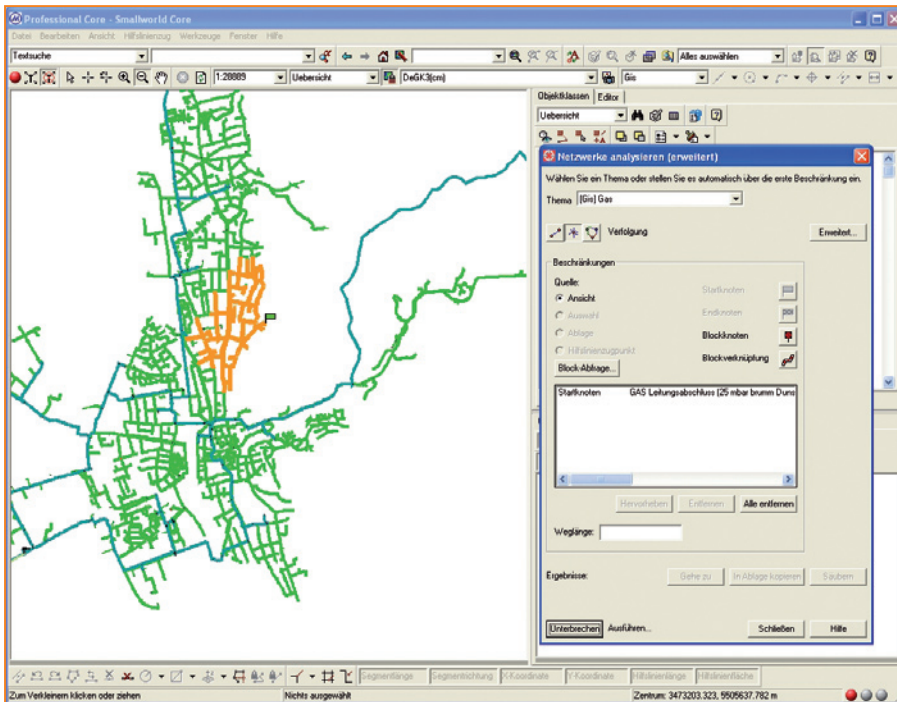 Professional Core - Smallworld Core
Datei Bearbeiten Ansicht Hilfslinienzug Werkzeuge Fenster Hilfe
Textsuche
Alles auswählen
1:28889
Uebersicht
DeGK3(cm)
Gis
Objektklassen Editor
Uebersicht
Netzwerke analysieren (erweitert)
Wählen Sie ein Thema oder stellen Sie es automatisch über die erste Beschränkung ein.
Thema (Gis) Gas
Verfolgung
Erweitert...
Beschränkungen
Quelle:
Ansicht
Auswahl
Ablage
Hilfslinienzugpunkt
Block-Abfrage...
Startknoten
Endknoten
Blockknoten
Blockverknüpfung
Startknoten GAS Leitungsabschluss (25 mbar brumm Duns
Hervorheben Entfernen Alle entfernen
Weglänge:
Ergebnisse:
Gehe zu In Ablage kopieren Säubern
Unterbrechen Ausführen... Schließen Hilfe
Segmentlänge Segmentrichtung X-Koordinate Y-Koordinate Hilfslinienlänge Hilfslinienfläche
Zum Verkleinern klicken oder ziehen
Nichts ausgewählt
Zentrum: 3473203.323, 5505637.782 m